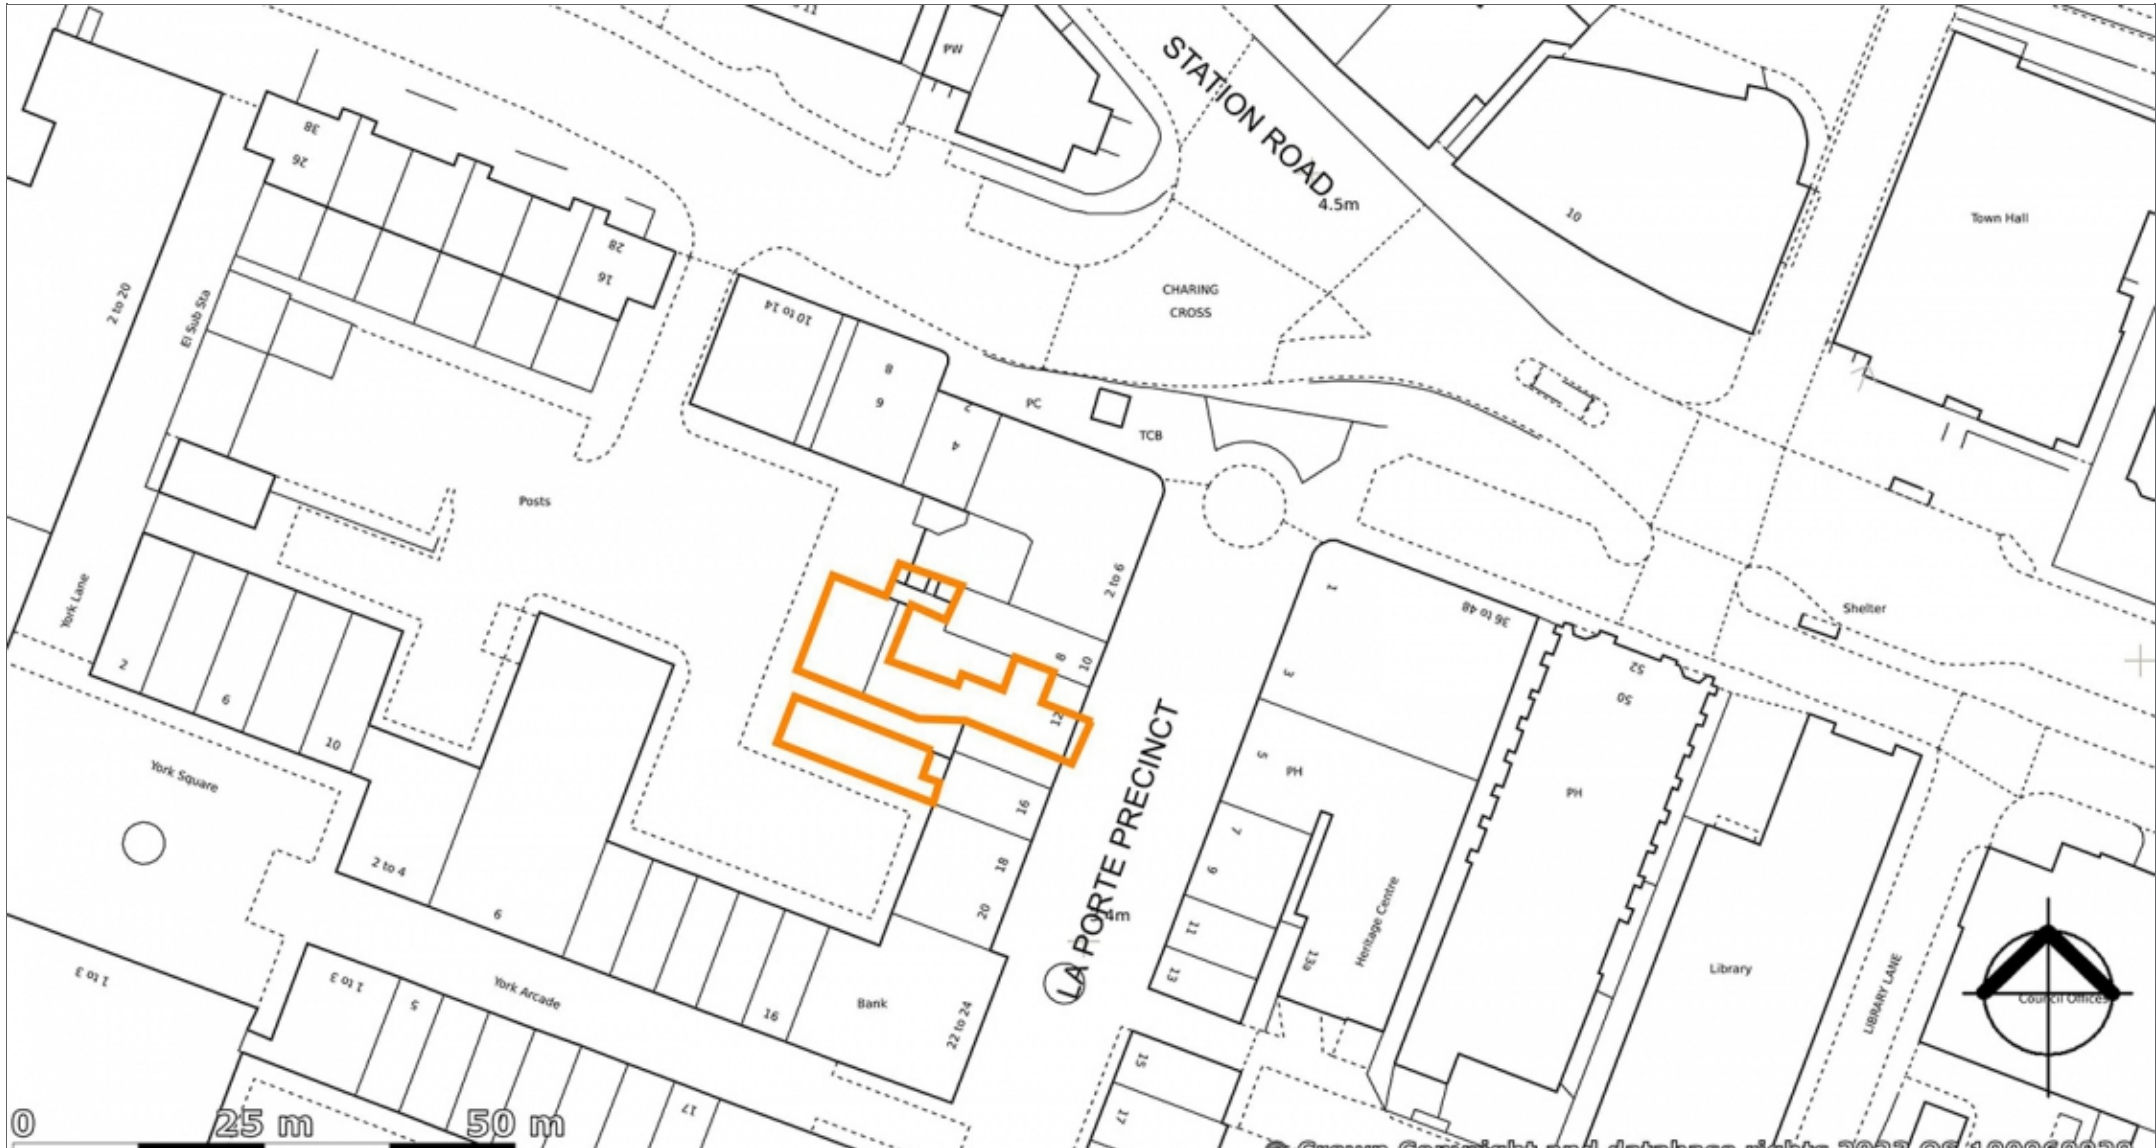 11
PW
STATION ROAD
4.5m
10
Town Hall
38
26
28
16
2 to 20
El Sub Sta
CHARING
CROSS
10 to 14
8
6
2
4
PC
TCB
Posts
2 to 6
York Lane
1
36 to 48
Shelter
52
50
8
10
12
3
5
PH
PH
2
6
10
York Square
16
7
9
18
20
11
13
13a
Heritage Centre
LA PORTE PRECINCT
4m
2 to 4
6
Library
LIBRARY LANE
Council Offices
1 to 3
1 to 3
5
York Arcade
16
Bank
22 to 24
15
17
17
0 25 m 50 m
© Crown Copyright and database rights 2023 OS